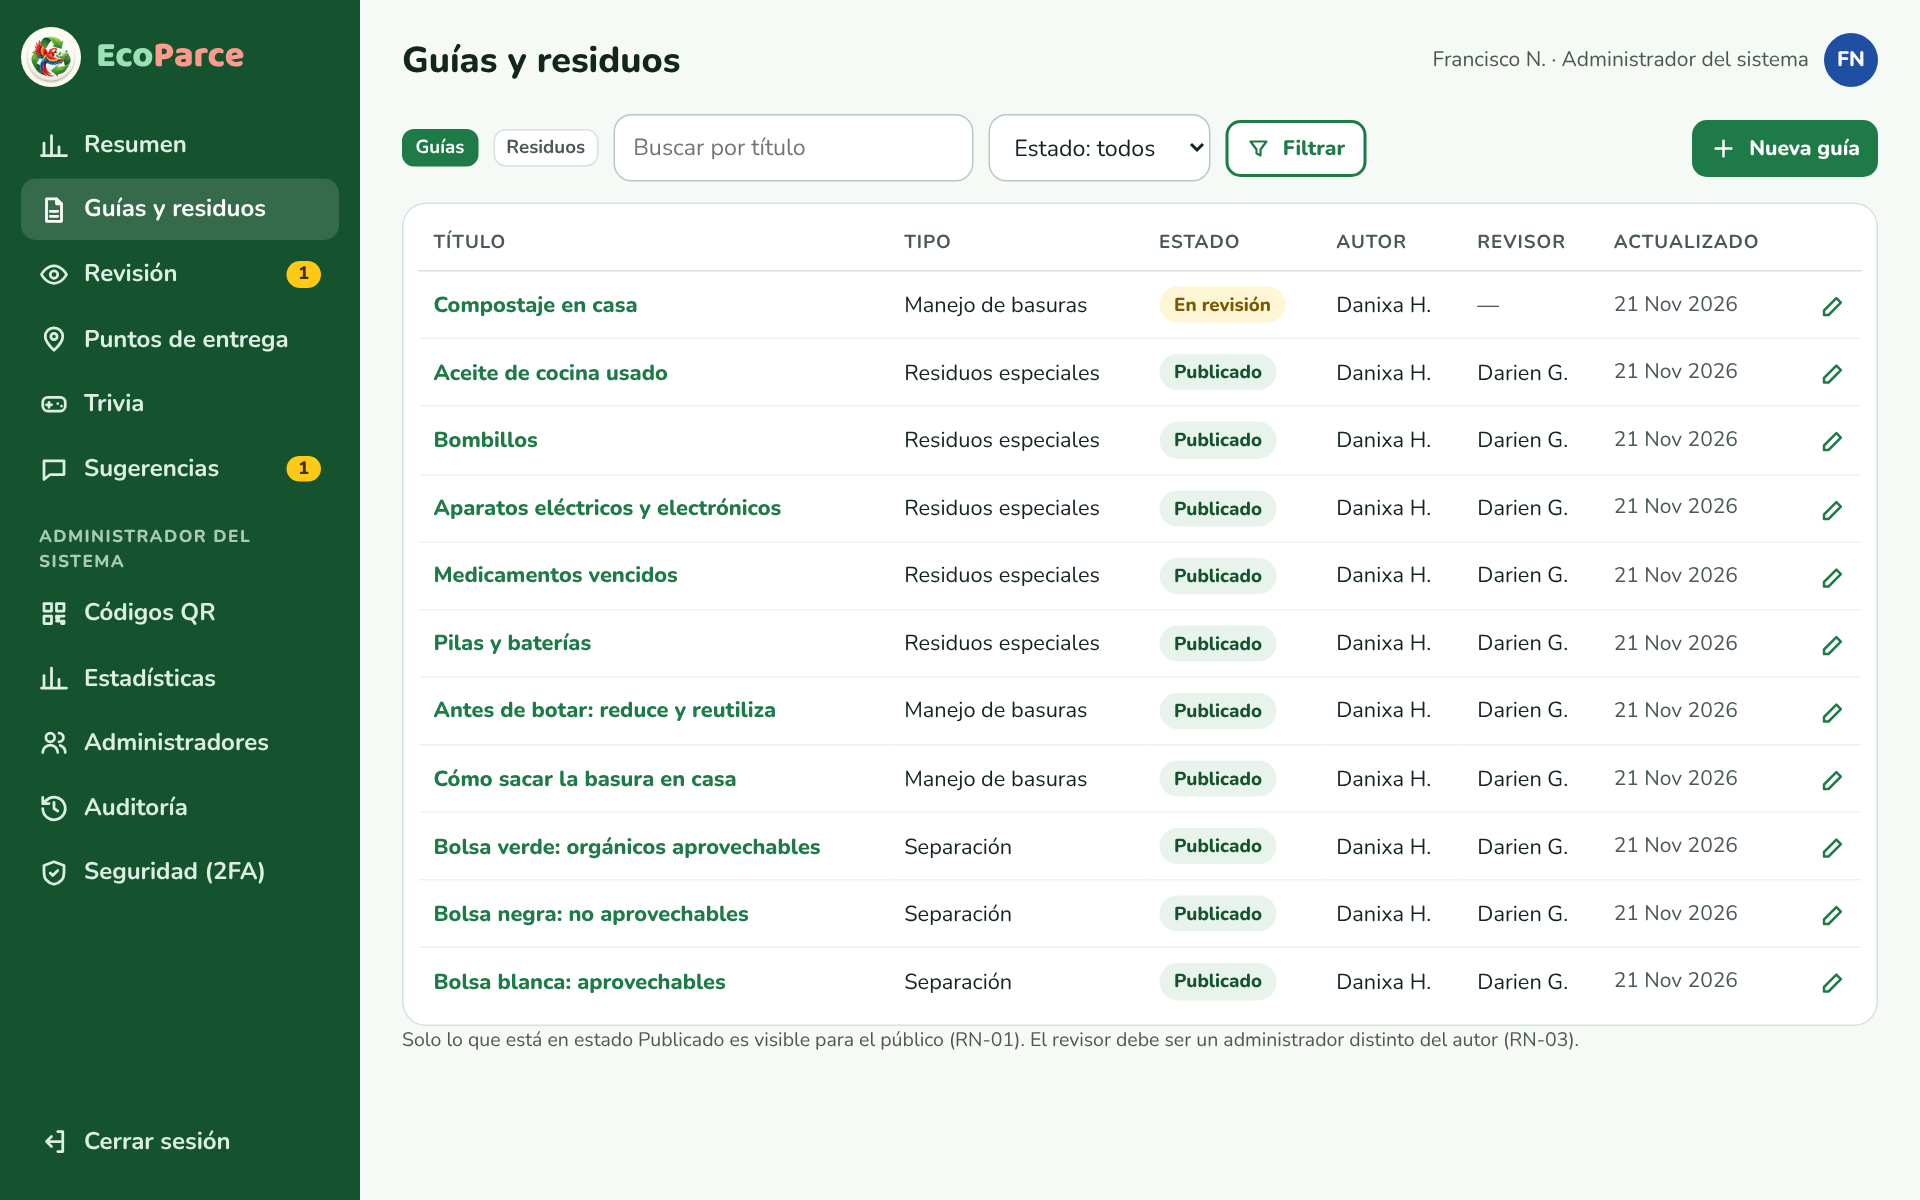 EcoParce
Resumen
Guías y residuos
Revisión 1
Puntos de entrega
Trivia
Sugerencias 1
ADMINISTRADOR DEL
SISTEMA
Códigos QR
Estadísticas
Administradores
Auditoría
Seguridad (2FA)
Cerrar sesión
Guías y residuos
Francisco N. · Administrador del sistema FN
Guías Residuos Buscar por título Estado: todos Filtrar Nueva guía
TÍTULO TIPO ESTADO AUTOR REVISOR ACTUALIZADO
Compostaje en casa Manejo de basuras En revisión Danixa H. — 21 Nov 2026
Aceite de cocina usado Residuos especiales Publicado Danixa H. Darien G. 21 Nov 2026
Bombillos Residuos especiales Publicado Danixa H. Darien G. 21 Nov 2026
Aparatos eléctricos y electrónicos Residuos especiales Publicado Danixa H. Darien G. 21 Nov 2026
Medicamentos vencidos Residuos especiales Publicado Danixa H. Darien G. 21 Nov 2026
Pilas y baterías Residuos especiales Publicado Danixa H. Darien G. 21 Nov 2026
Antes de botar: reduce y reutiliza Manejo de basuras Publicado Danixa H. Darien G. 21 Nov 2026
Cómo sacar la basura en casa Manejo de basuras Publicado Danixa H. Darien G. 21 Nov 2026
Bolsa verde: orgánicos aprovechables Separación Publicado Danixa H. Darien G. 21 Nov 2026
Bolsa negra: no aprovechables Separación Publicado Danixa H. Darien G. 21 Nov 2026
Bolsa blanca: aprovechables Separación Publicado Danixa H. Darien G. 21 Nov 2026
Solo lo que está en estado Publicado es visible para el público (RN-01). El revisor debe ser un administrador distinto del autor (RN-03).